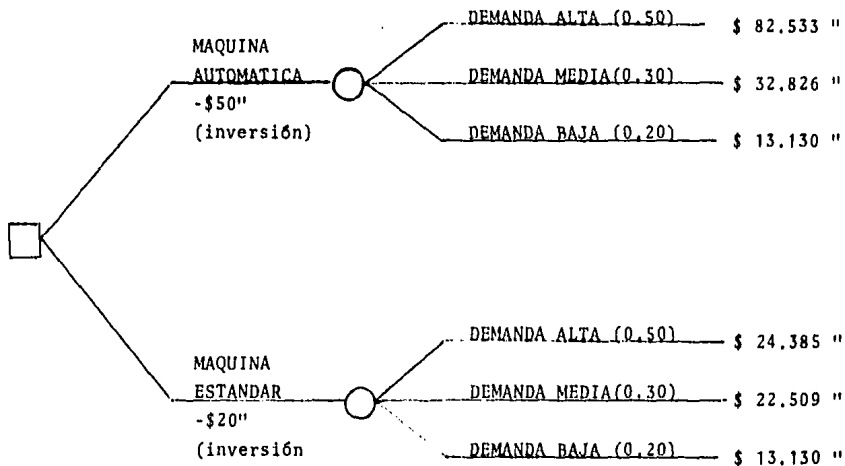 DEMANDA ALTA (0,50) $ 82,533 "
MAQUINA
AUTOMATICA
-$50"
(inversión)
DEMANDA MEDIA(0,30) $ 32,826 "
DEMANDA BAJA (0,20) $ 13,130 "
DEMANDA ALTA (0,50) $ 24,385 "
MAQUINA
ESTANDAR
-$20"
(inversión
DEMANDA MEDIA(0,30) $ 22,509 "
DEMANDA BAJA (0,20) $ 13,130 "